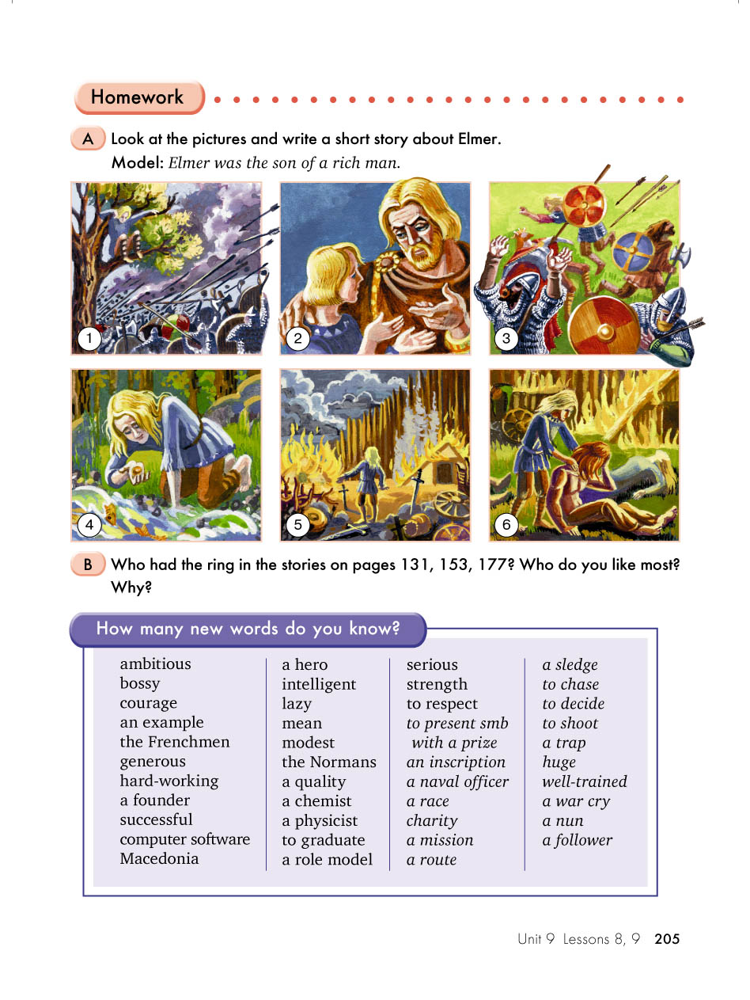 Homework
A Look at the pictures and write a short story about Elmer.
Model: Elmer was the son of a rich man.
1
2
3
4
5
6
B Who had the ring in the stories on pages 131, 153, 177? Who do you like most?
Why?
How many new words do you know?
ambitious
bossy
courage
an example
the Frenchmen
generous
hard-working
a founder
successful
computer software
Macedonia
a hero
intelligent
lazy
mean
modest
the Normans
a quality
a chemist
a physicist
to graduate
a role model
serious
strength
to respect
to present smb
with a prize
an inscription
a naval officer
a race
charity
a mission
a route
a sledge
to chase
to decide
to shoot
a trap
huge
well-trained
a war cry
a nun
a follower
Unit 9 Lessons 8, 9 205